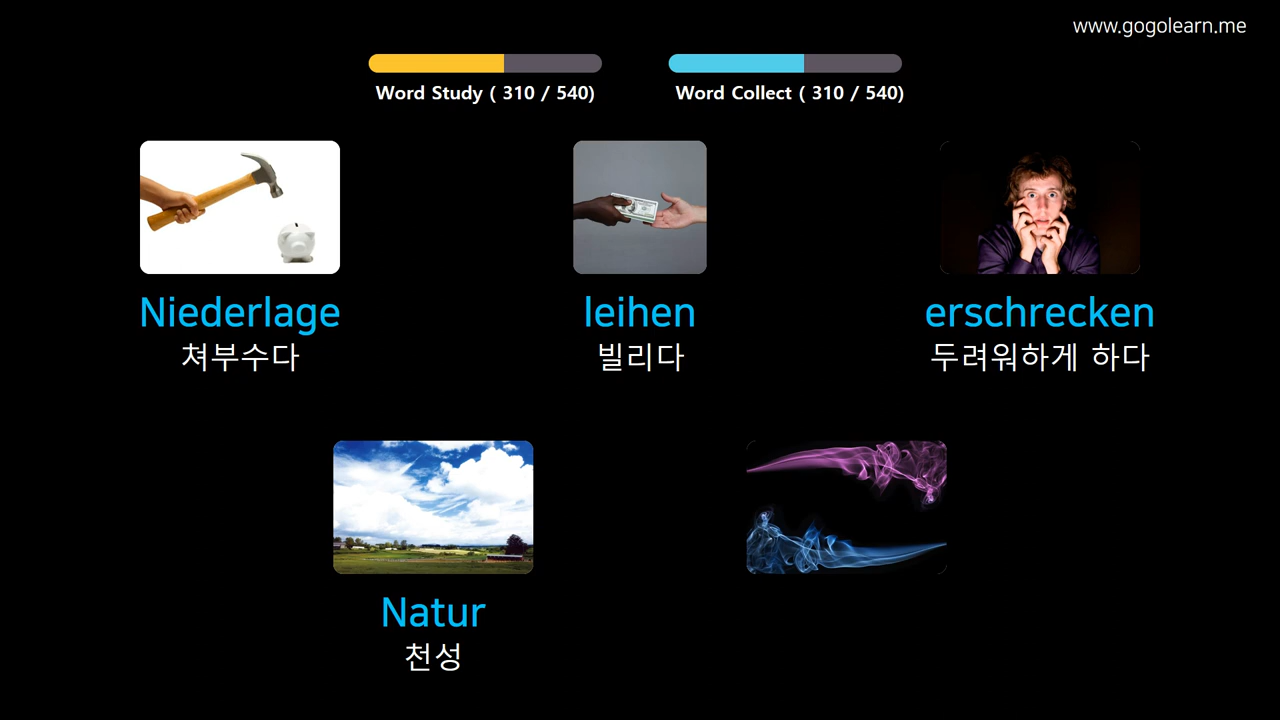 www.gogolearn.me
Word Study ( 310 / 540)
Word Collect ( 310 / 540)
Niederlage
쳐부수다
leihen
빌리다
erschrecken
두려워하게 하다
Natur
천성